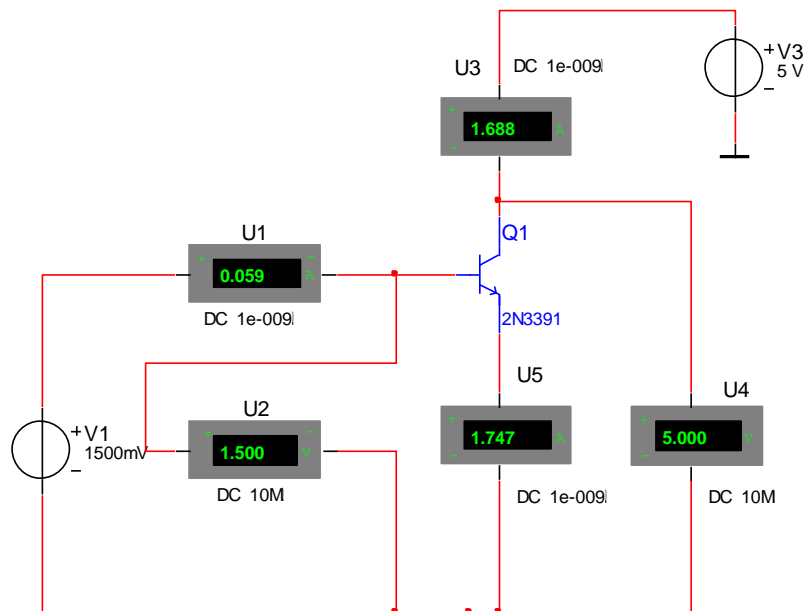 V3
5 V
U3
DC 1e-009
1.688
Q1
U1
0.059
DC 1e-009
2N3391
U5
U4
U2
V1
1500mV
1.500
1.747
5.000
DC 10M
DC 1e-009
DC 10M